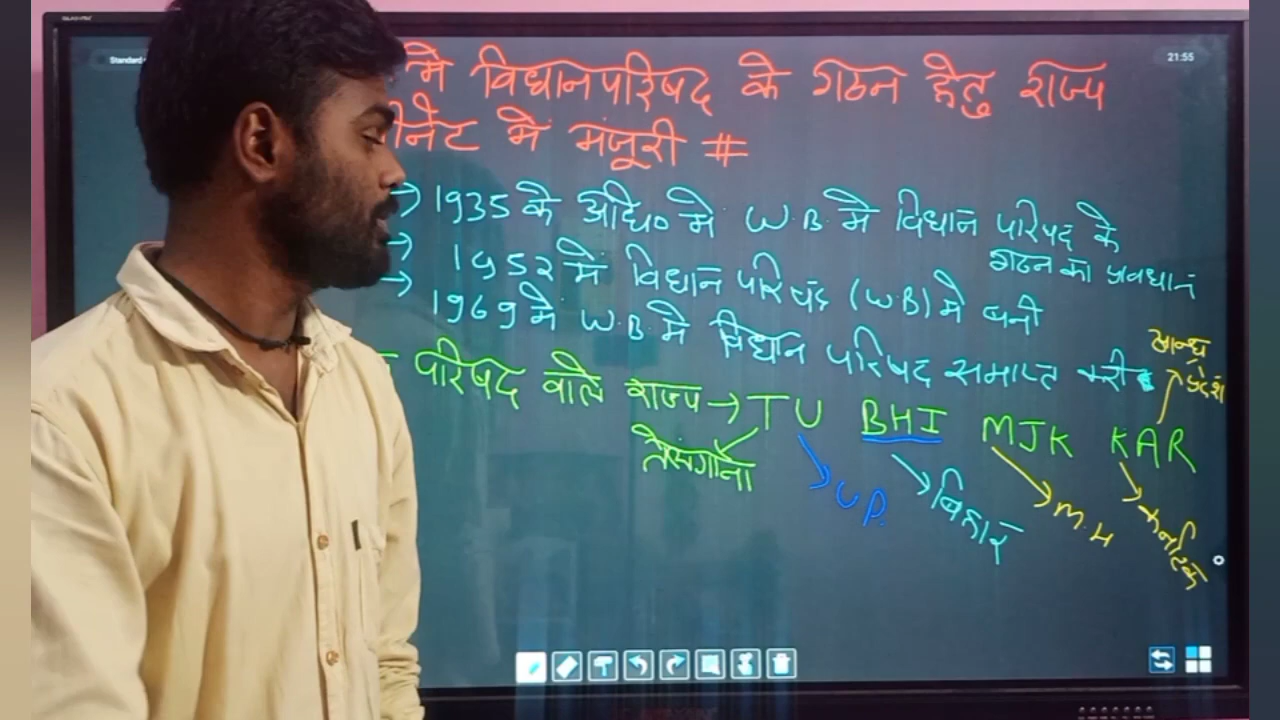 Standard
21:55
मे विधानपरिषद के गठन हेतु राज्य
नेट में मंजूरी #
→ 1935 के अधि० मे W.B. मे विधान परिषद के
गठन का प्रवधान
→ 1952 में विधान परिषद (WB) मे बनी
→ 1969 मे W.B. मे विधान परिषद समाप्त करी
परिषद वाले राज्य → TU BHI MJK KAR
आन्ध्र
प्रदेश
तेलंगाना
U.P.
बिहार
M.H
कर्नाटक